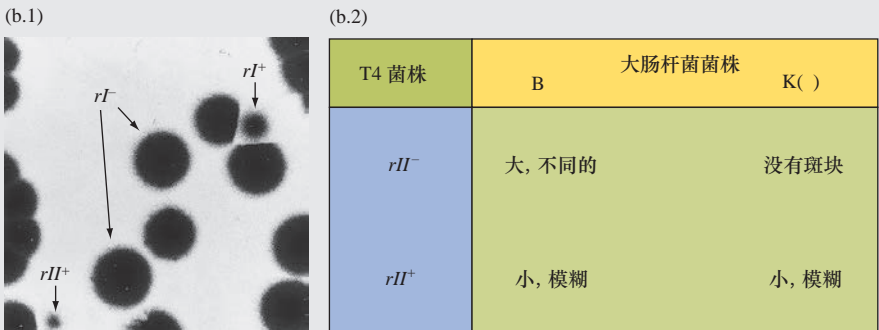 (b.1)
rI⁻
rI⁺
rII⁺
(b.2)
T4 菌株
大肠杆菌菌株
B
K( )
rII⁻
大, 不同的
没有斑块
rII⁺
小, 模糊
小, 模糊